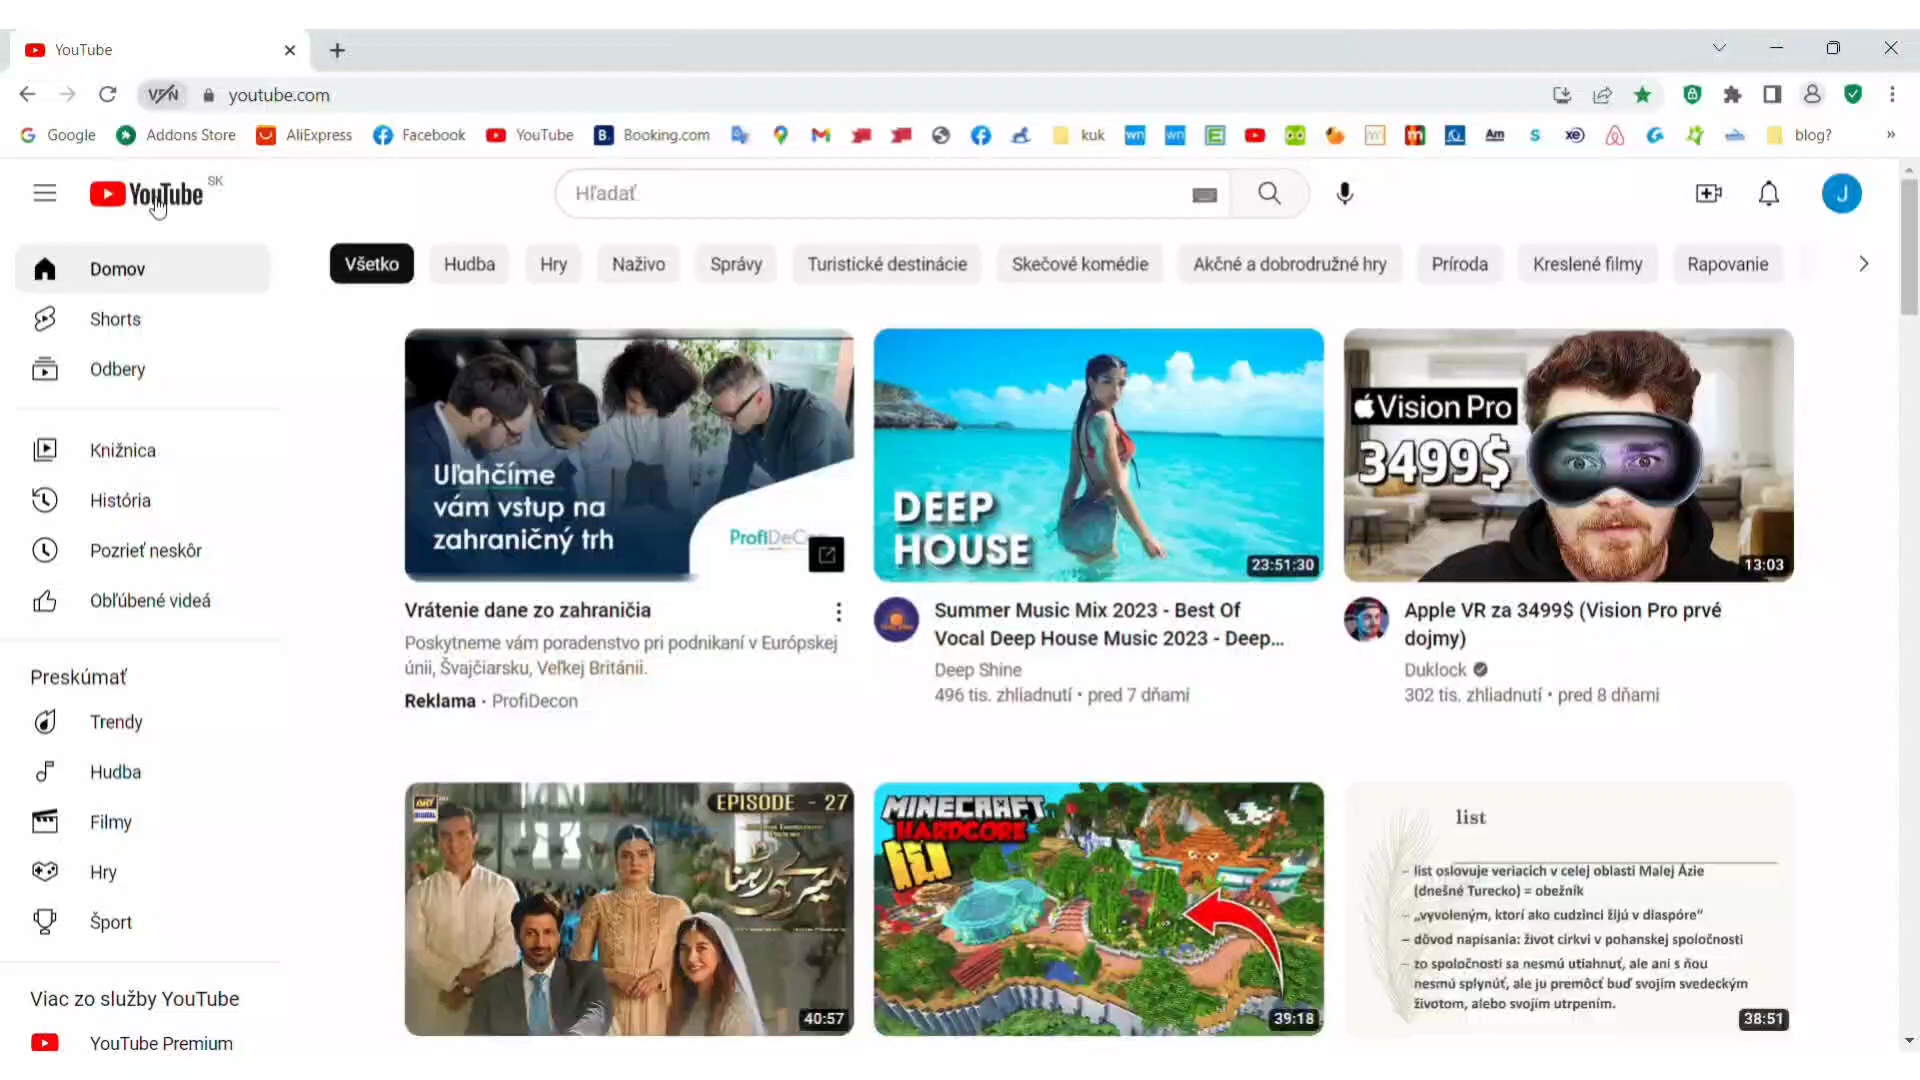 YouTube
youtube.com
VPN
Google
Addons Store
AliExpress
Facebook
YouTube
Booking.com
kuk
blog?
YouTube SK
Hľadať
J
Domov
Shorts
Odbery
Knižnica
História
Pozrieť neskôr
Obľúbené videá
Preskúmať
Trendy
Hudba
Filmy
Hry
Šport
Viac zo služby YouTube
YouTube Premium
Všetko
Hudba
Hry
Naživo
Správy
Turistické destinácie
Skečové komédie
Akčné a dobrodružné hry
Príroda
Kreslené filmy
Rapovanie
Uľahčíme
vám vstup na
zahraničný trh
Vrátenie dane zo zahraničia
Poskytneme vám poradenstvo pri podnikaní v Európskej
únii, Švajčiarsku, Veľkej Británii.
Reklama · ProfiDecon
DEEP
HOUSE
23:51:30
Summer Music Mix 2023 - Best Of
Vocal Deep House Music 2023 - Deep...
Deep Shine
496 tis. zhliadnutí • pred 7 dňami
Vision Pro
3499$
13:03
Apple VR za 3499$ (Vision Pro prvé
dojmy)
Duklock
302 tis. zhliadnutí • pred 8 dňami
ARY
DIGITAL
EPISODE - 27
میرے ہی رہنا
40:57
MINECRAFT
HARDCORE
39:18
list
- list oslovuje veriacich v celej oblasti Malej Ázie
(dnešné Turecko) = obežník
- „vyvoleným, ktorí ako cudzinci žijú v diaspóre"
- dôvod napísania: život cirkvi v pohanskej spoločnosti
- zo spoločnosti sa nesmú utiahnuť, ale ani s ňou
nesmú splynúť, ale ju premôcť buď svojím svedeckým
životom, alebo svojím utrpením.
38:51